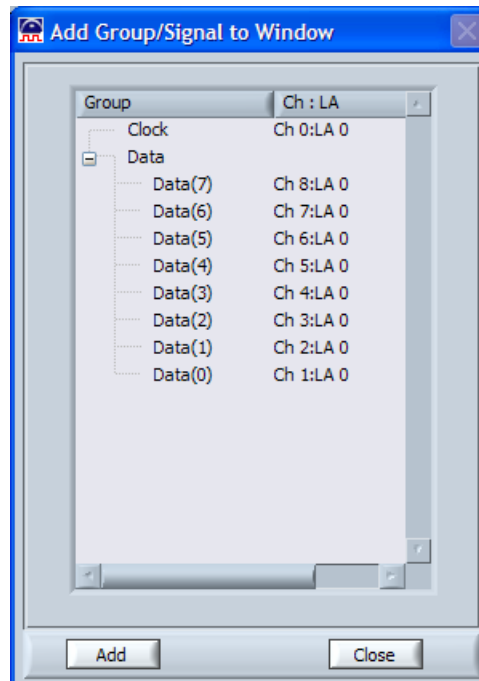 Add Group/Signal to Window
Group Ch : LA
Clock Ch 0:LA 0
Data
Data(7) Ch 8:LA 0
Data(6) Ch 7:LA 0
Data(5) Ch 6:LA 0
Data(4) Ch 5:LA 0
Data(3) Ch 4:LA 0
Data(2) Ch 3:LA 0
Data(1) Ch 2:LA 0
Data(0) Ch 1:LA 0
Add Close